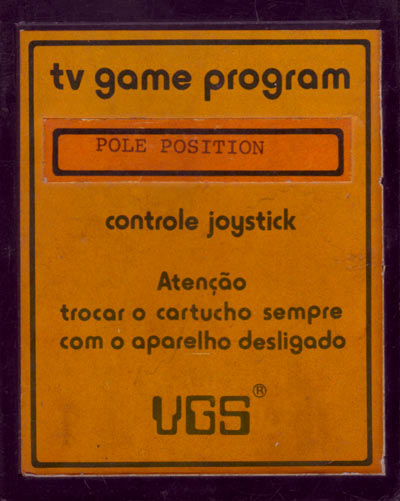 tv game program
POLE POSITION
controle joystick
Atenção
trocar o cartucho sempre
com o aparelho desligado
VGS®